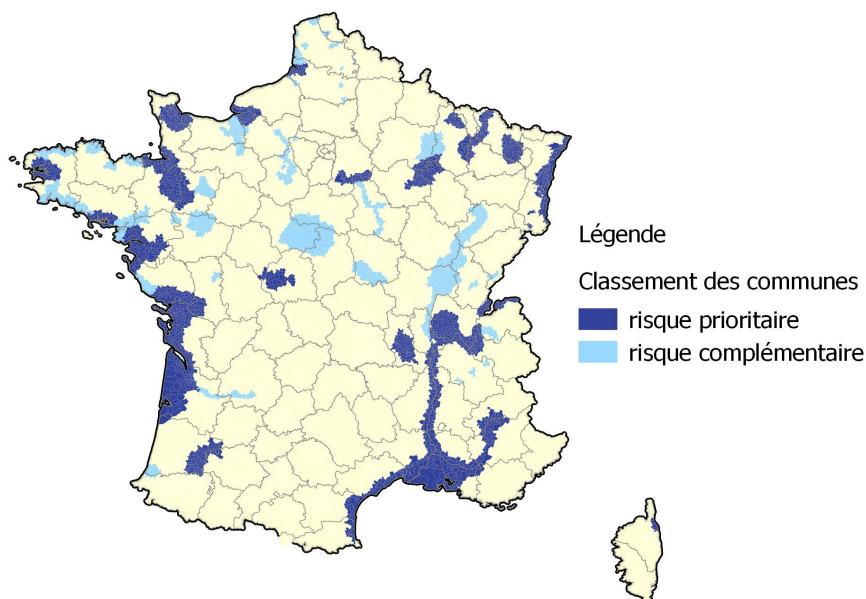 Légende
Classement des communes
risque prioritaire
risque complémentaire